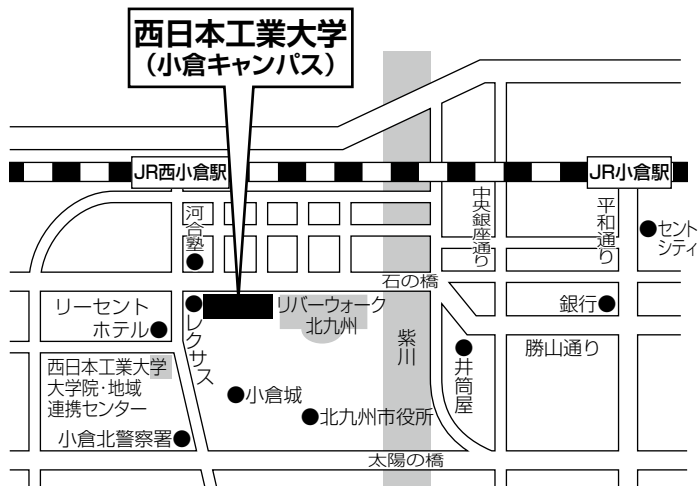 西日本工業大学
（小倉キャンパス）
JR西小倉駅
JR小倉駅
河合塾
中央銀座通り
平和通り
セント
シティ
石の橋
リーセント
ホテル
レクサス
リバーウォーク
北九州
紫川
銀行
勝山通り
井筒屋
西日本工業大学
大学院・地域
連携センター
小倉城
北九州市役所
小倉北警察署
太陽の橋